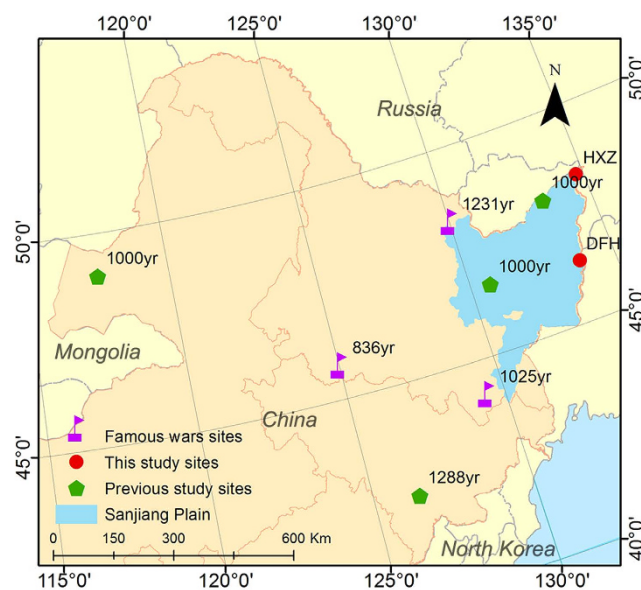 120°0' 125°0' 130°0' 135°0'
50°0'
N
Russia
HXZ
1000yr
1231yr
50°0'
DFH
1000yr
1000yr
45°0'
836yr
Mongolia
1025yr
China
Famous wars sites
45°0'
This study sites
Previous study sites
1288yr
Sanjiang Plain
0 150 300 600 Km
North Korea
40°0'
115°0' 120°0' 125°0' 130°0'